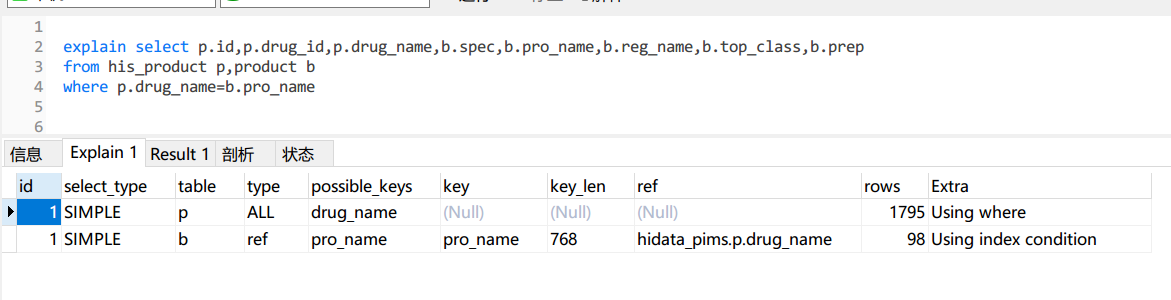 1
2 explain select p.id,p.drug_id,p.drug_name,b.spec,b.pro_name,b.reg_name,b.top_class,b.prep
3 from his_product p,product b
4 where p.drug_name=b.pro_name
5
6
信息 Explain 1 Result 1 剖析 状态
id select_type table type possible_keys key key_len ref rows Extra
1 SIMPLE p ALL drug_name (Null) (Null) (Null) 1795 Using where
1 SIMPLE b ref pro_name pro_name 768 hidata_pims.p.drug_name 98 Using index condition